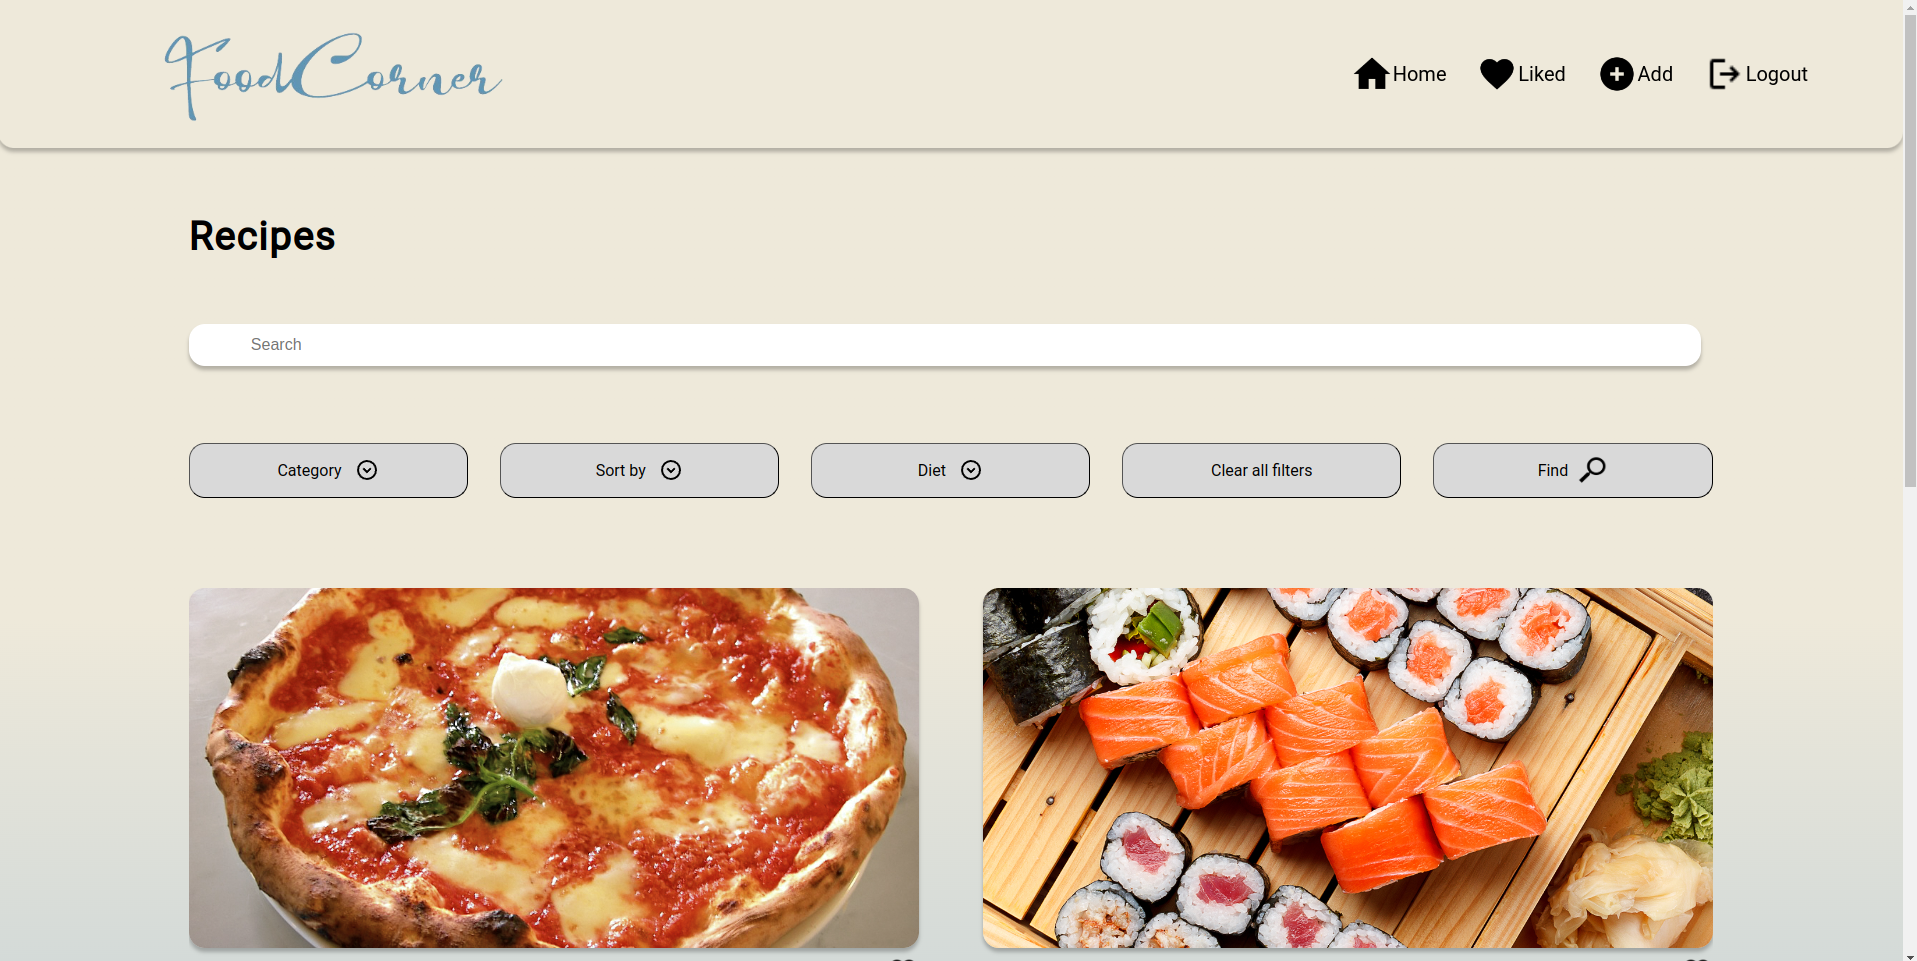 FoodCorner
Home Liked Add Logout
Recipes
Search
Category Sort by Diet Clear all filters Find